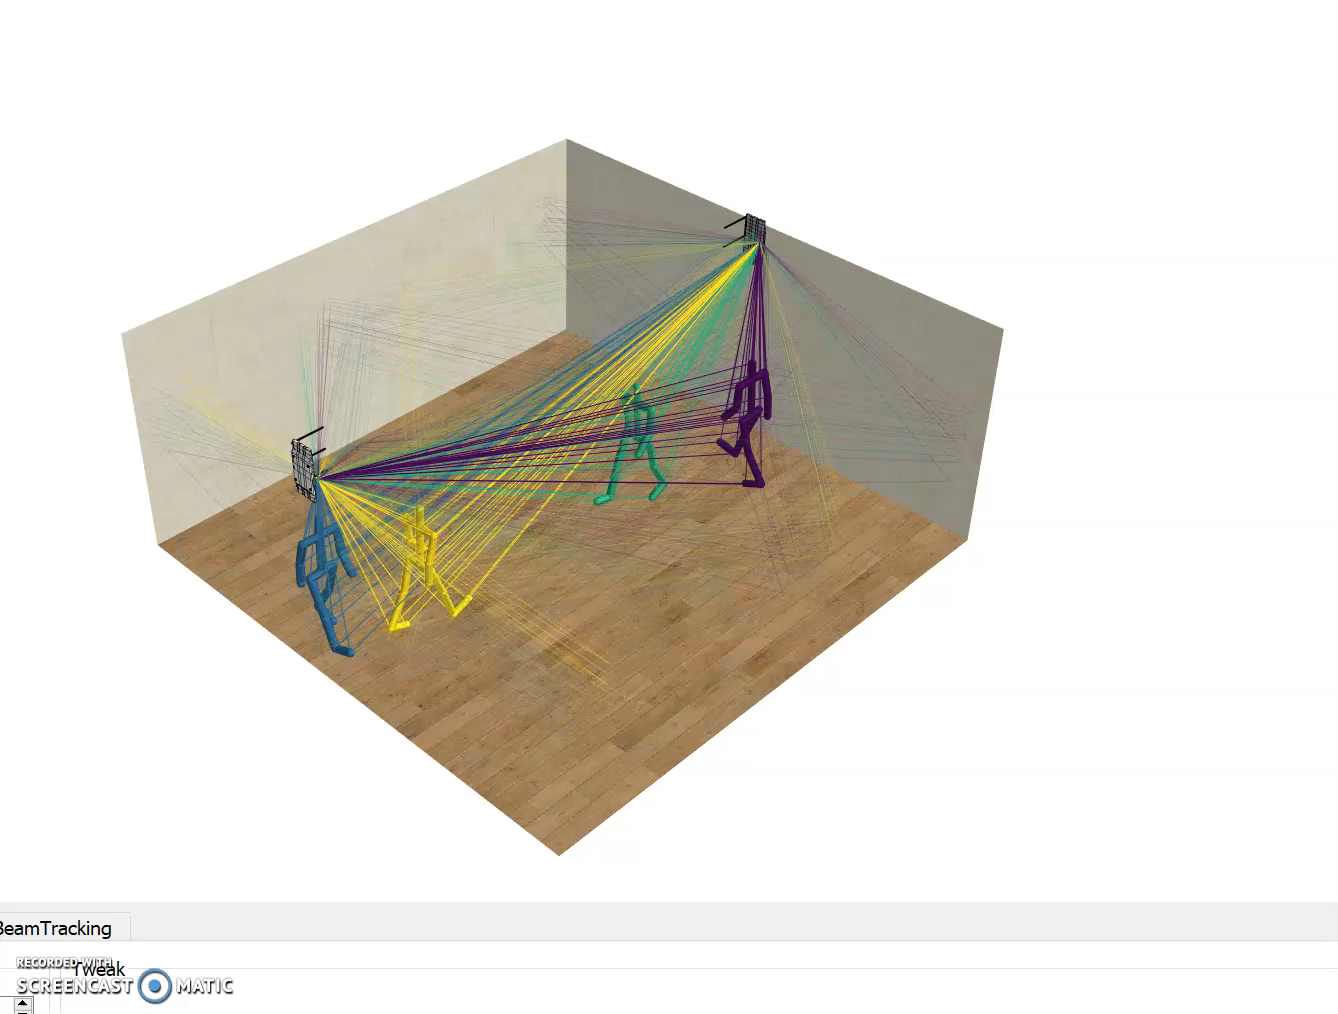 BeamTracking
RECORDED WITH
Tweak
SCREENCAST MATIC